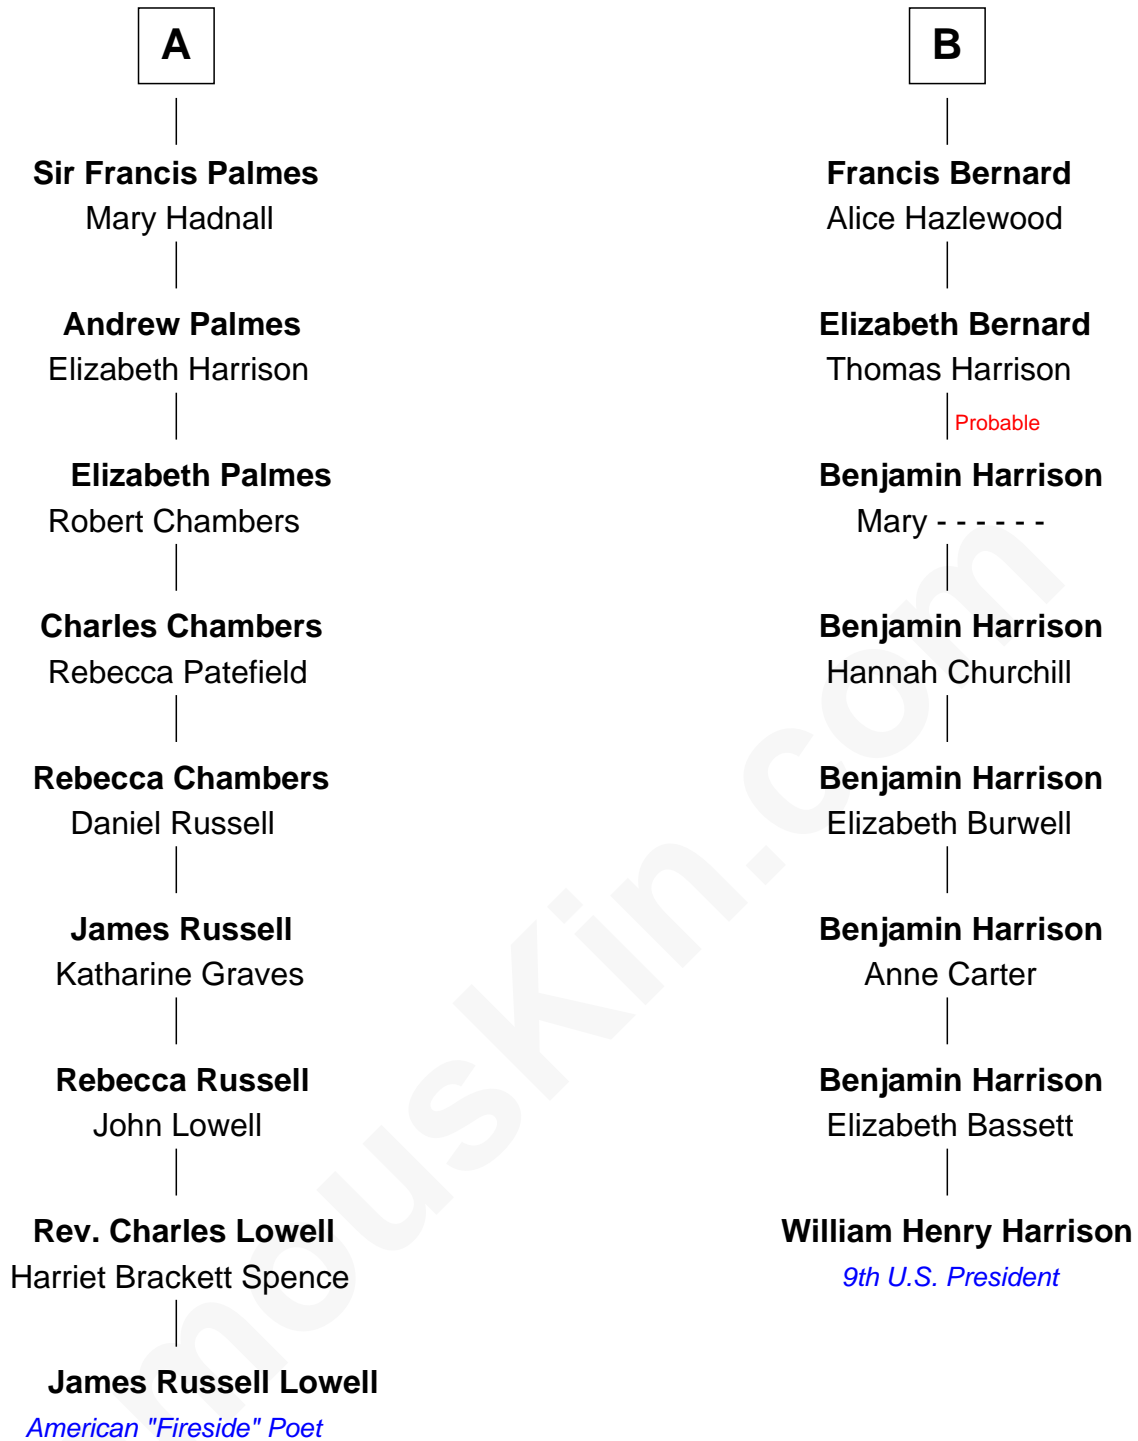 A
Sir Francis Palmes
Mary Hadnall
Andrew Palmes
Elizabeth Harrison
Elizabeth Palmes
Robert Chambers
Charles Chambers
Rebecca Patefield
Rebecca Chambers
Daniel Russell
James Russell
Katharine Graves
Rebecca Russell
John Lowell
Rev. Charles Lowell
Harriet Brackett Spence
James Russell Lowell
American "Fireside" Poet
B
Francis Bernard
Alice Hazlewood
Elizabeth Bernard
Thomas Harrison
Probable
Benjamin Harrison
Mary - - - - - -
Benjamin Harrison
Hannah Churchill
Benjamin Harrison
Elizabeth Burwell
Benjamin Harrison
Anne Carter
Benjamin Harrison
Elizabeth Bassett
William Henry Harrison
9th U.S. President
mousKin.com